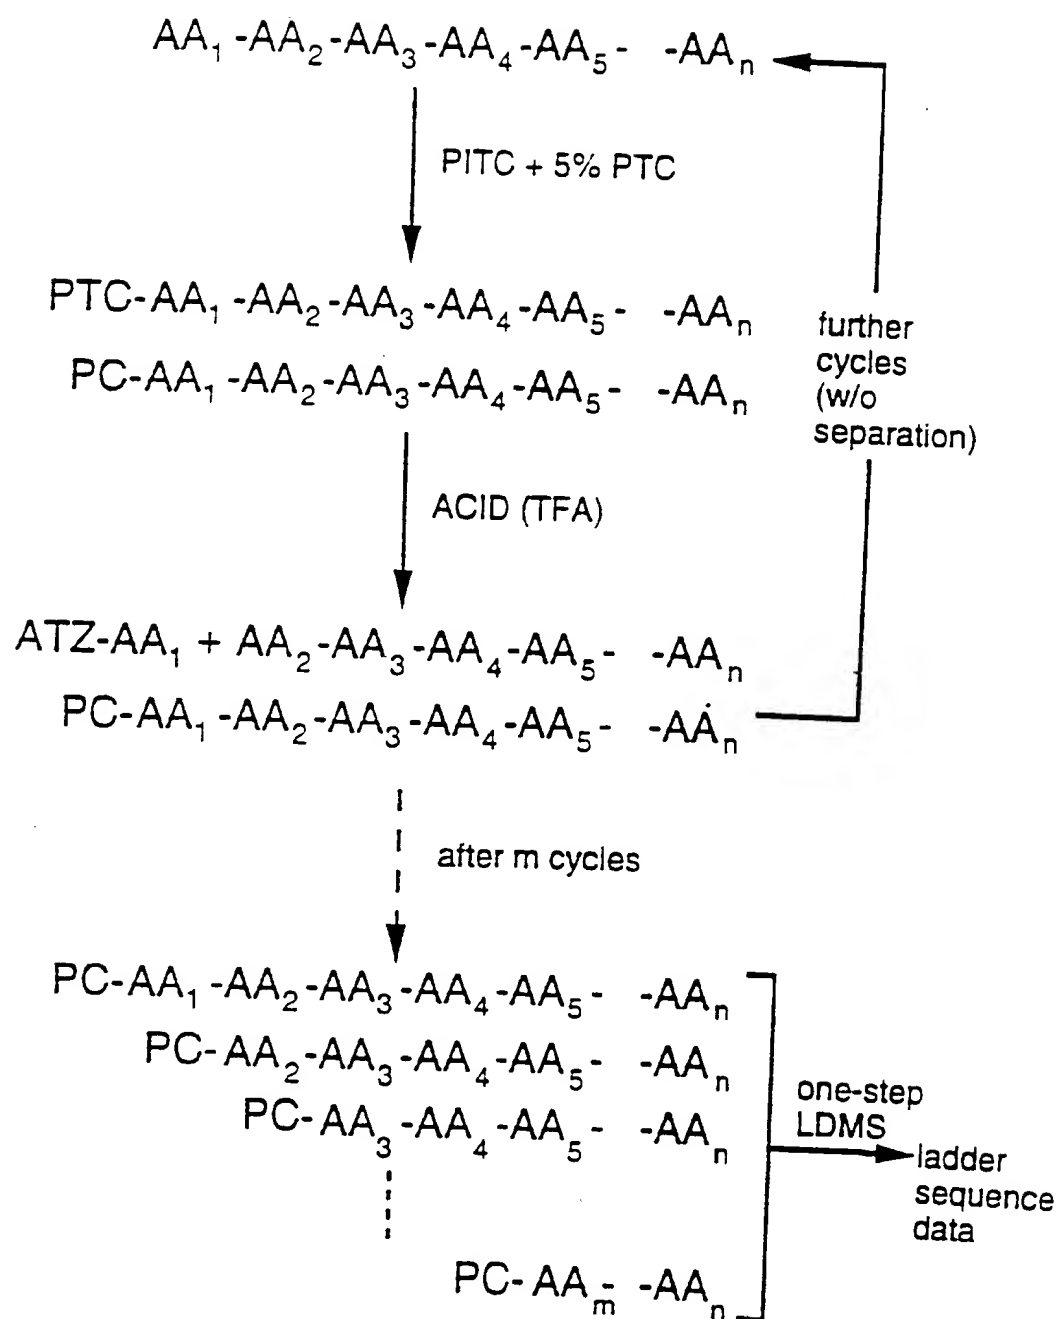 AA₁ -AA₂-AA₃-AA₄-AA₅- -AAₙ
PITC + 5% PTC
PTC-AA₁ -AA₂-AA₃-AA₄-AA₅- -AAₙ
PC-AA₁ -AA₂-AA₃-AA₄-AA₅- -AAₙ
further
cycles
(w/o
separation)
ACID (TFA)
ATZ-AA₁ + AA₂-AA₃-AA₄-AA₅- -AAₙ
PC-AA₁ -AA₂-AA₃-AA₄-AA₅- -AAₙ
after m cycles
PC-AA₁ -AA₂-AA₃-AA₄-AA₅- -AAₙ
PC-AA₂-AA₃-AA₄-AA₅- -AAₙ
PC-AA₃-AA₄-AA₅- -AAₙ
PC-AAₘ- -AAₙ
one-step
LDMS
ladder
sequence
data